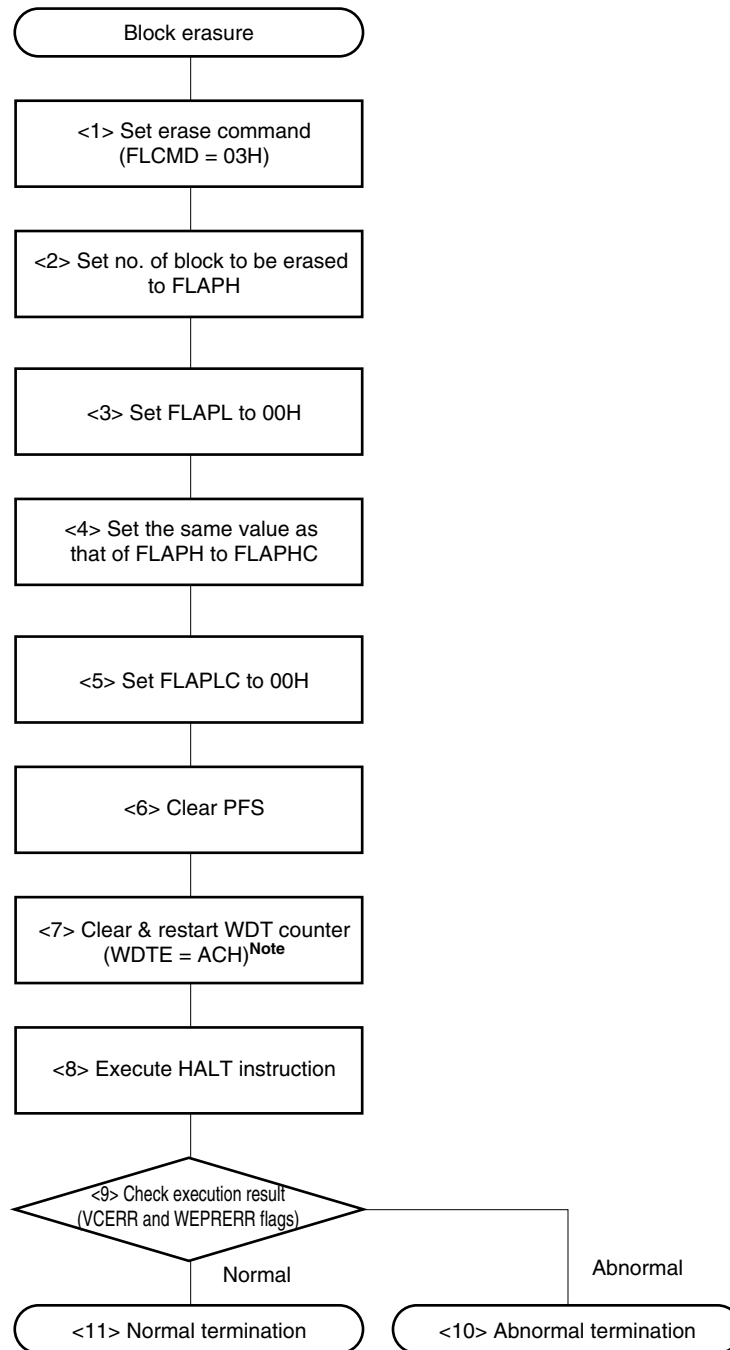 Block erasure
<1> Set erase command
(FLCMD = 03H)
<2> Set no. of block to be erased
to FLAPH
<3> Set FLAPL to 00H
<4> Set the same value as
that of FLAPH to FLAPHC
<5> Set FLAPLC to 00H
<6> Clear PFS
<7> Clear & restart WDT counter
(WDTE = ACH)Note
<8> Execute HALT instruction
<9> Check execution result
(VCERR and WEPRERR flags)
Normal
Abnormal
<11> Normal termination
<10> Abnormal termination